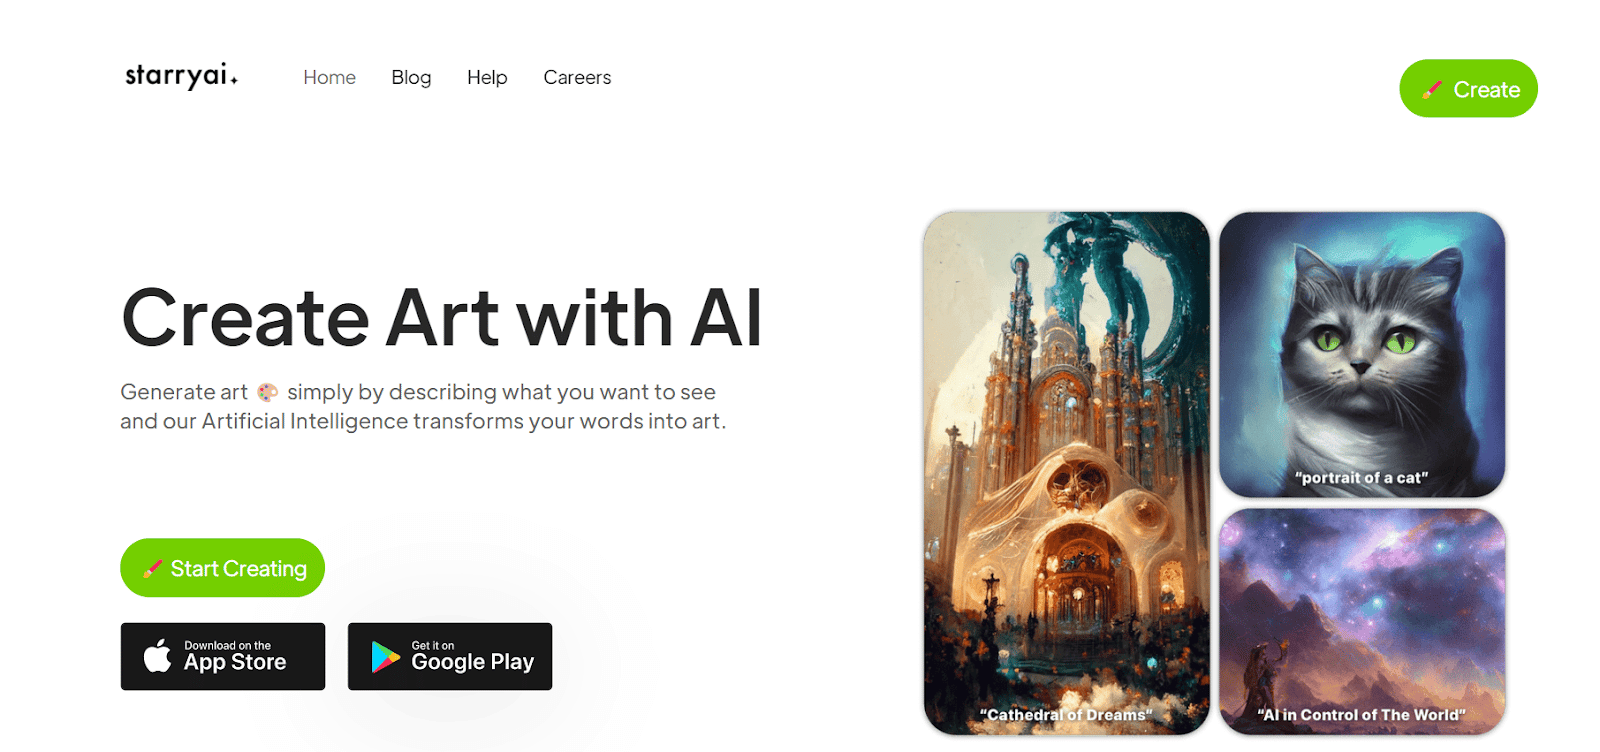 starryai
Home Blog Help Careers
Create
Create Art with AI
Generate art 🎨 simply by describing what you want to see
and our Artificial Intelligence transforms your words into art.
Start Creating
Download on the
App Store
Get it on
Google Play
“portrait of a cat”
“Cathedral of Dreams”
“AI in Control of The World”